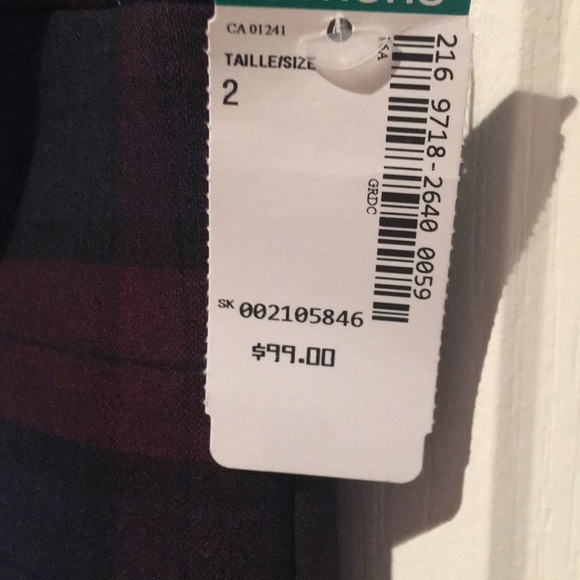 CA 01241
TAILLE/SIZE
2
216 9718-2640 0059
GRDC
SK 002105846
$99.00